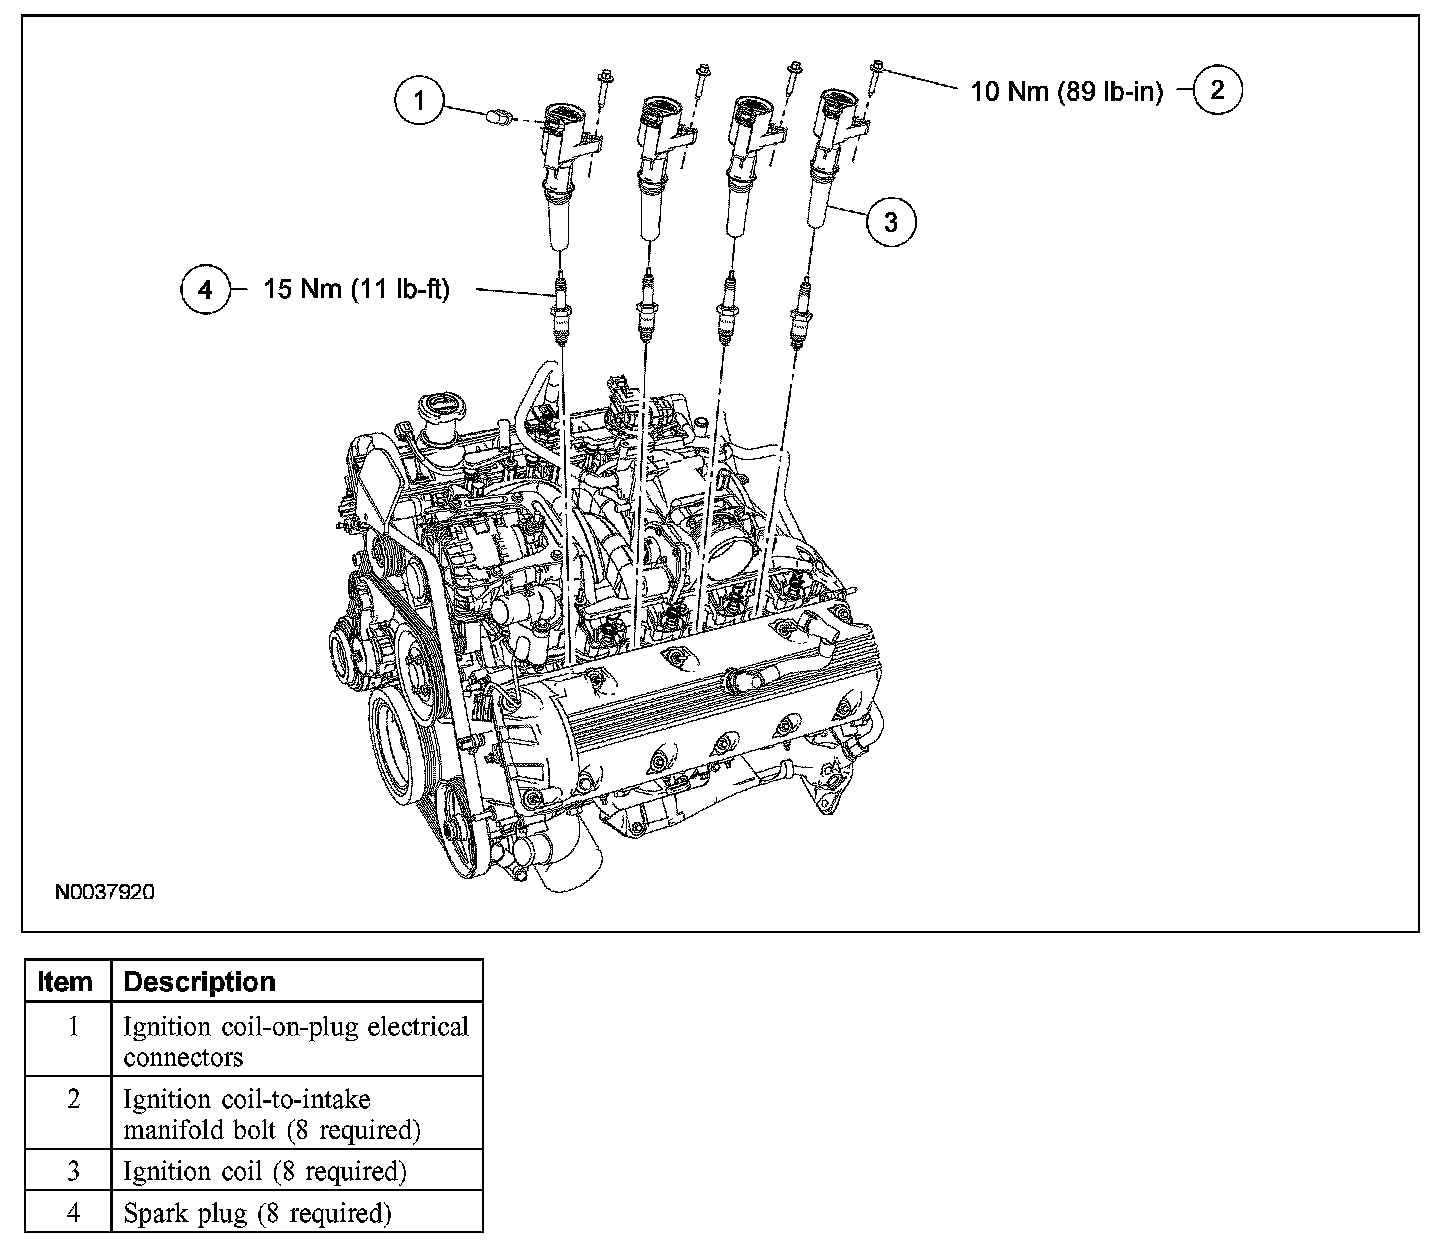 1
10 Nm (89 lb-in)
2
3
4
15 Nm (11 lb-ft)
N0037920
Item Description
1 Ignition coil-on-plug electrical
connectors
2 Ignition coil-to-intake
manifold bolt (8 required)
3 Ignition coil (8 required)
4 Spark plug (8 required)